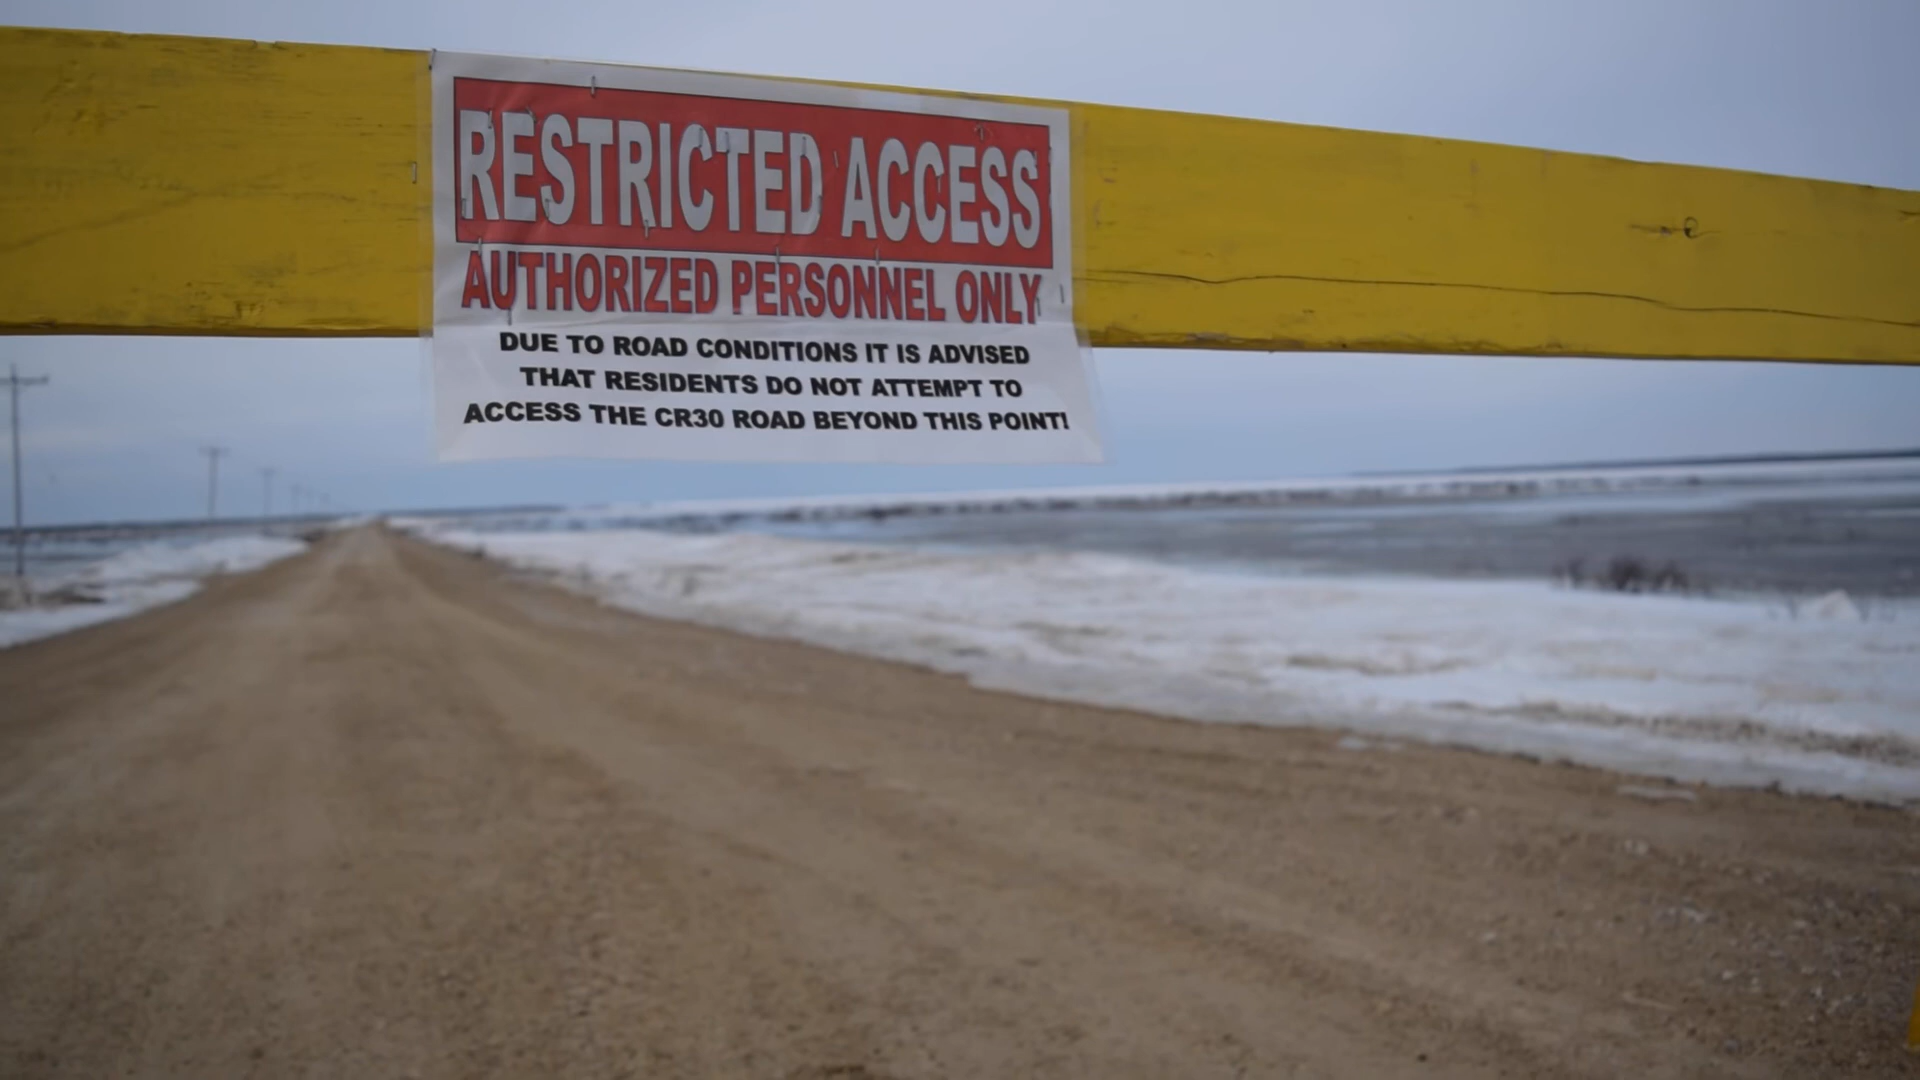 RESTRICTED ACCESS
AUTHORIZED PERSONNEL ONLY
DUE TO ROAD CONDITIONS IT IS ADVISED
THAT RESIDENTS DO NOT ATTEMPT TO
ACCESS THE CR30 ROAD BEYOND THIS POINT!